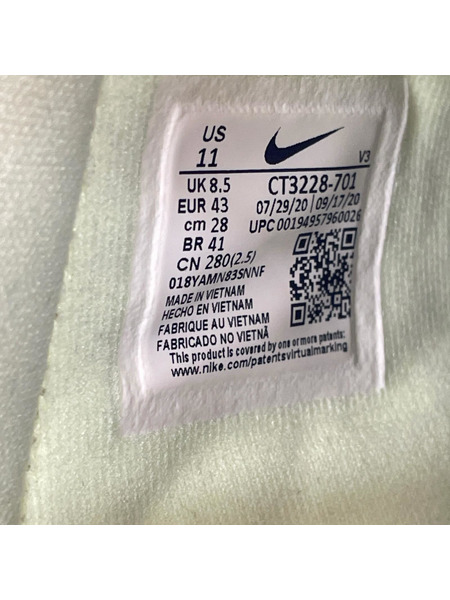 US
11
V3
UK 8.5
CT3228-701
EUR 43
07/29/20 | 09/17/20
cm 28
UPC 00194957960026
BR 41
CN 280(2.5)
018YAMN83SNNF
MADE IN VIETNAM
HECHO EN VIETNAM
FABRIQUE AU VIETNAM
FABRICADO NO VIETNÃ
This product is covered by one or more patents:
www.nike.com/patentsvirtualmarking